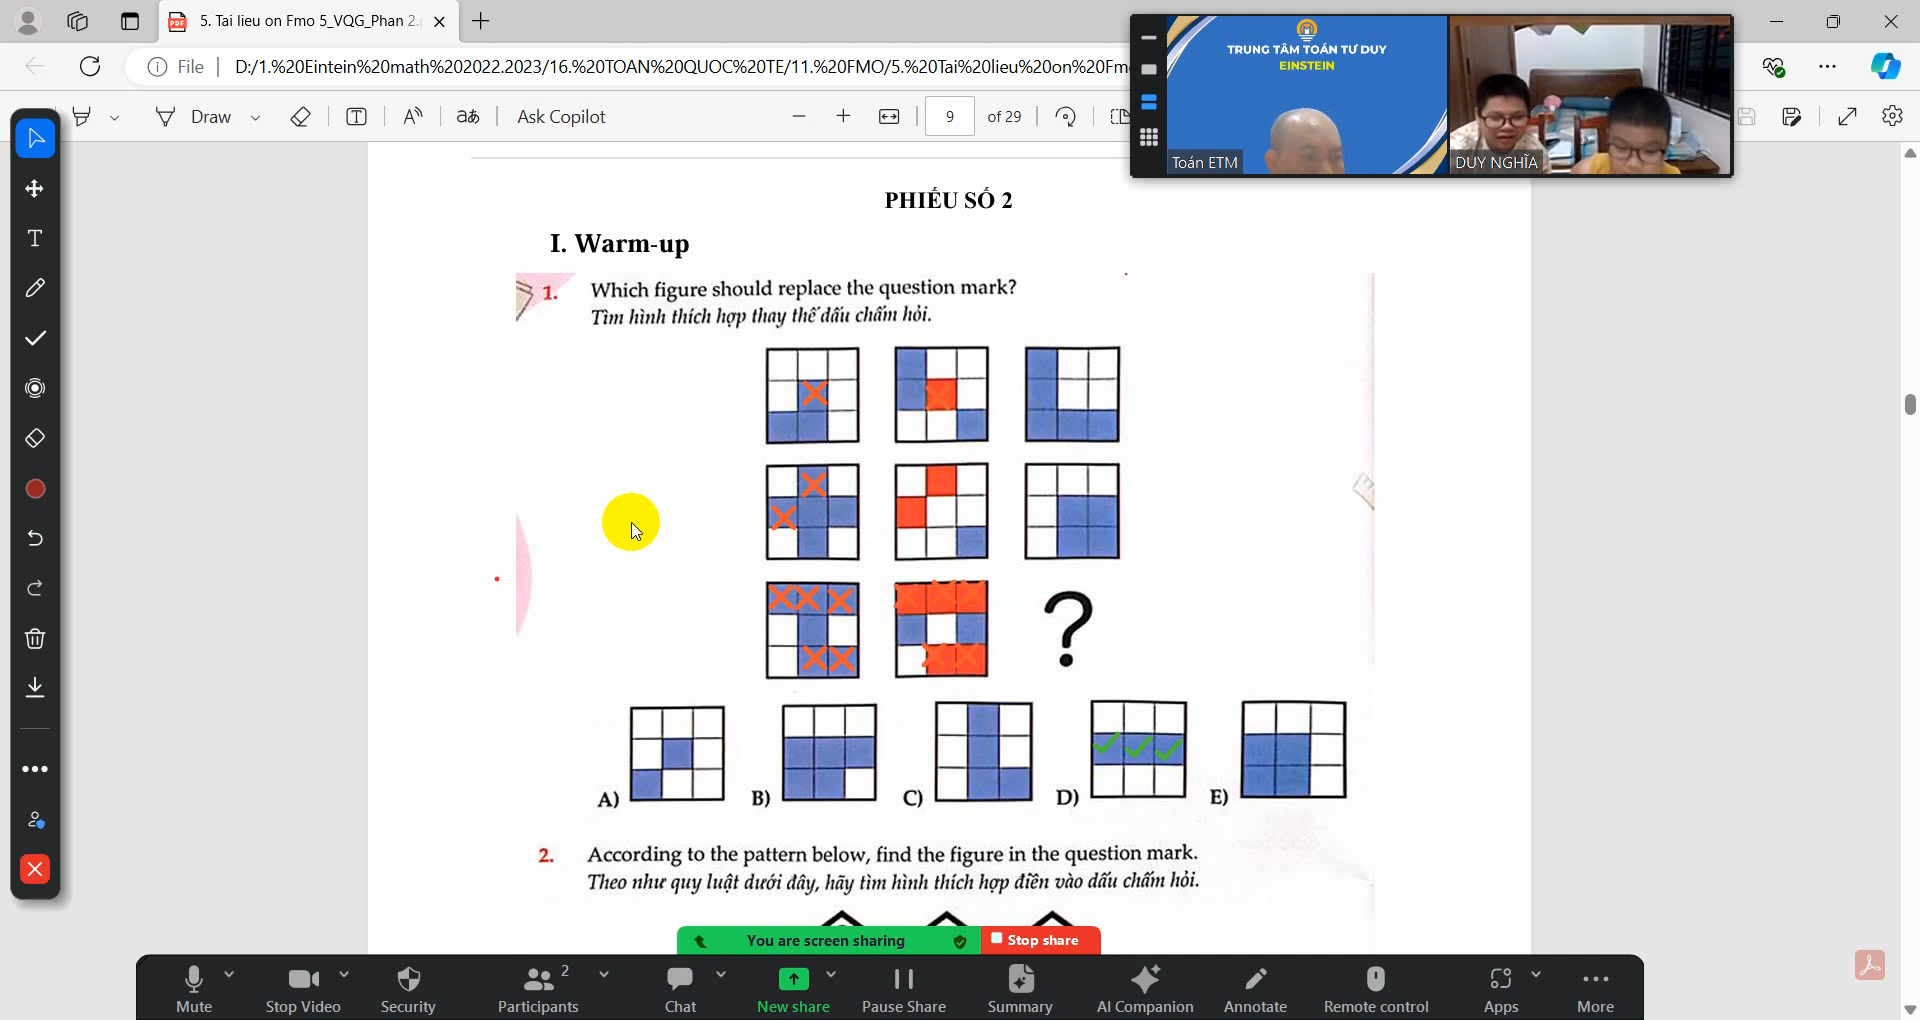 5. Tai lieu on Fmo 5_VQG_Phan 2.
File
D:/1.%20Eintein%20math%202022.2023/16.%20TOAN%20QUOC%20TE/11.%20FMO/5.%20Tai%20lieu%20on%20Fm
Draw
Ask Copilot
9
of 29
TRUNG TÂM TOÁN TƯ DUY
EINSTEIN
Toán ETM
DUY NGHĨA
PHIẾU SỐ 2
I. Warm-up
1. Which figure should replace the question mark?
Tìm hình thích hợp thay thế dấu chấm hỏi.
?
A)
B)
C)
D)
E)
2. According to the pattern below, find the figure in the question mark.
Theo như quy luật dưới đây, hãy tìm hình thích hợp điền vào dấu chấm hỏi.
You are screen sharing
Stop share
Mute
Stop Video
Security
Participants
2
Chat
New share
Pause Share
Summary
AI Companion
Annotate
Remote control
Apps
More